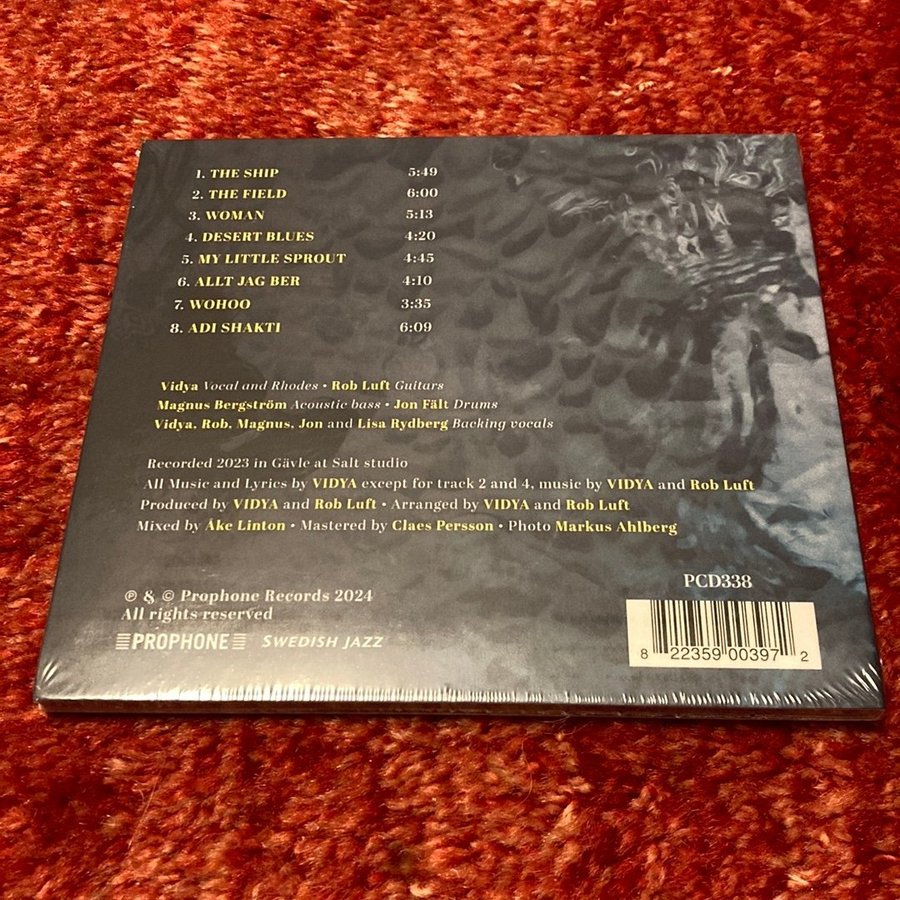 1. THE SHIP 5:49
2. THE FIELD 6:00
3. WOMAN 5:13
4. DESERT BLUES 4:20
5. MY LITTLE SPROUT 4:45
6. ALLT JAG BER 4:10
7. WOHOO 3:35
8. ADI SHAKTI 6:09
Vidya Vocal and Rhodes • Rob Luft Guitars
Magnus Bergström Acoustic bass • Jon Fält Drums
Vidya, Rob, Magnus, Jon and Lisa Rydberg Backing vocals
Recorded 2023 in Gävle at Salt studio
All Music and Lyrics by VIDYA except for track 2 and 4, music by VIDYA and Rob Luft
Produced by VIDYA and Rob Luft • Arranged by VIDYA and Rob Luft
Mixed by Åke Linton • Mastered by Claes Persson • Photo Markus Ahlberg
℗ & © Prophone Records 2024
All rights reserved
PROPHONE SWEDISH JAZZ
PCD338
8 22359 00397 2